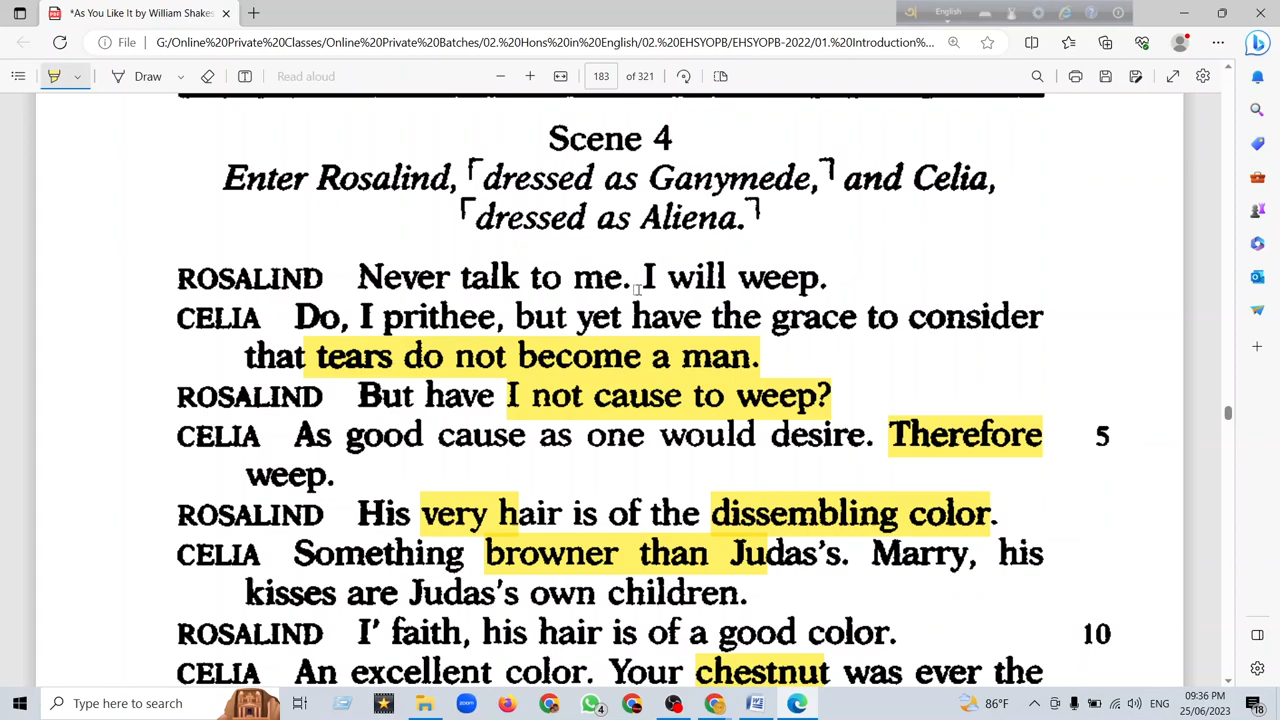 *As You Like It by William Shakes
English
File
G:/Online%20Private%20Classes/Online%20Private%20Batches/02.%20Hons%20in%20English/02.%20EHSYOPB/EHSYOPB-2022/01.%20Introduction%...
Draw
Read aloud
183 of 321
Scene 4
Enter Rosalind, ⌜dressed as Ganymede,⌝ and Celia,
⌜dressed as Aliena.⌝
ROSALIND Never talk to me. I will weep.
CELIA Do, I prithee, but yet have the grace to consider
that tears do not become a man.
ROSALIND But have I not cause to weep?
CELIA As good cause as one would desire. Therefore 5
weep.
ROSALIND His very hair is of the dissembling color.
CELIA Something browner than Judas's. Marry, his
kisses are Judas's own children.
ROSALIND I' faith, his hair is of a good color. 10
CELIA An excellent color. Your chestnut was ever the
Type here to search
4
86°F
09:36 PM
25/06/2023
18